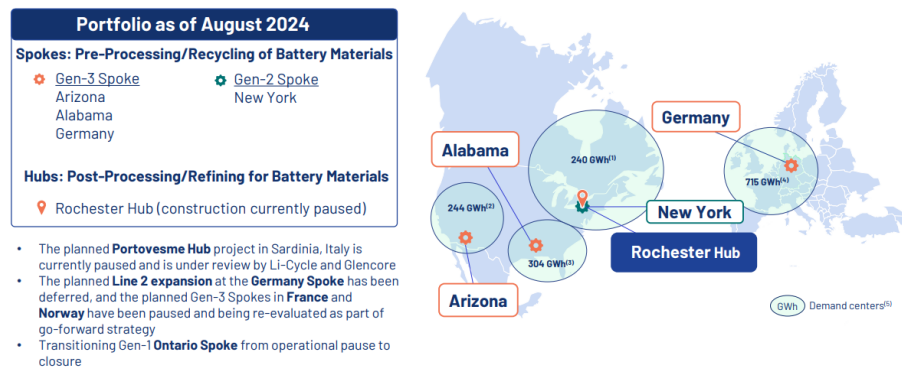 Portfolio as of August 2024
Spokes: Pre-Processing/Recycling of Battery Materials
Gen-3 Spoke
Arizona
Alabama
Germany
Gen-2 Spoke
New York
Hubs: Post-Processing/Refining for Battery Materials
Rochester Hub (construction currently paused)
• The planned Portovesme Hub project in Sardinia, Italy is
currently paused and is under review by Li-Cycle and Glencore
• The planned Line 2 expansion at the Germany Spoke has been
deferred, and the planned Gen-3 Spokes in France and
Norway have been paused and being re-evaluated as part of
go-forward strategy
• Transitioning Gen-1 Ontario Spoke from operational pause to
closure
Germany
Alabama
240 GWh(1)
715 GWh(4)
244 GWh(2)
New York
Rochester Hub
304 GWh(3)
Arizona
GWh Demand centers(5)